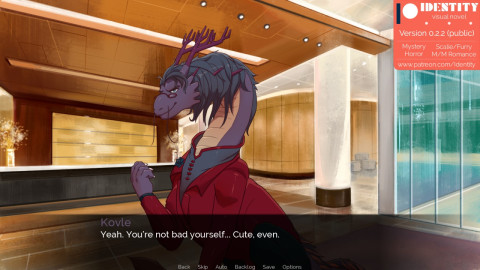 IDENTITY
visual novel
Version 0.2.2 (public)
Mystery
Horror
Scalie/Furry
M/M Romance
www.patreon.com/identity
Kovle
Yeah. You're not bad yourself... Cute, even.
Back Skip Auto Backlog Save Options